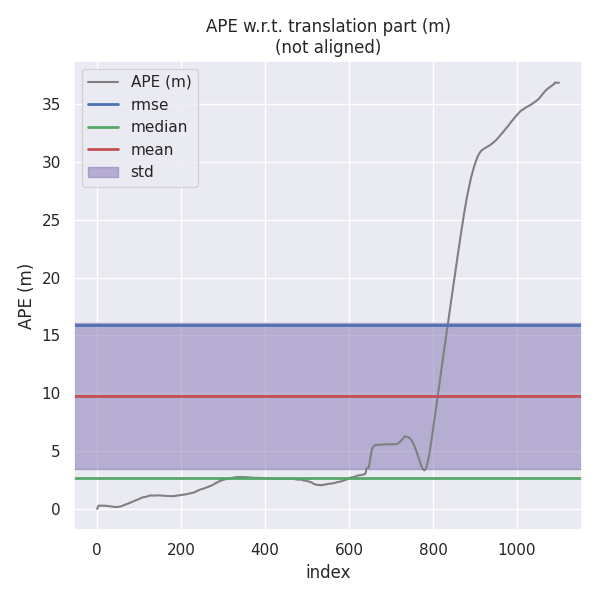 APE w.r.t. translation part (m)
(not aligned)
APE (m)
rmse
median
mean
std
APE (m)
35
30
25
20
15
10
5
0
0 200 400 600 800 1000
index